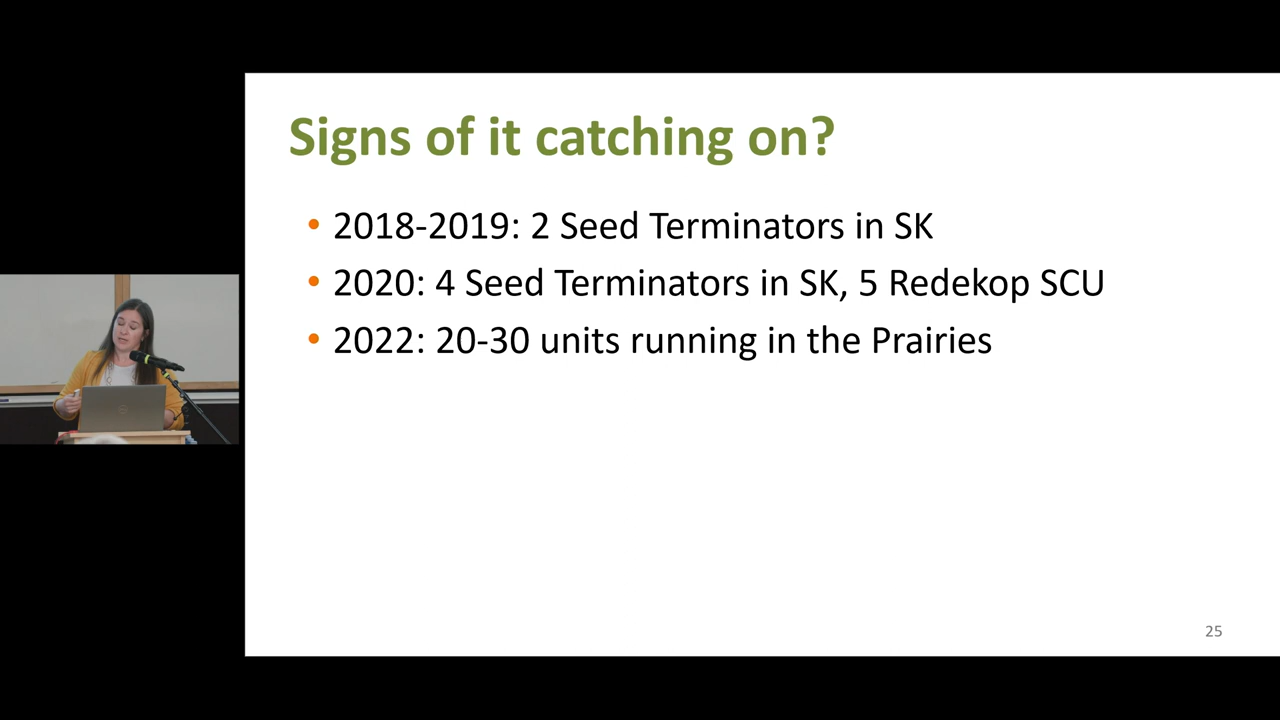 Signs of it catching on?
• 2018-2019: 2 Seed Terminators in SK
• 2020: 4 Seed Terminators in SK, 5 Redekop SCU
• 2022: 20-30 units running in the Prairies
25